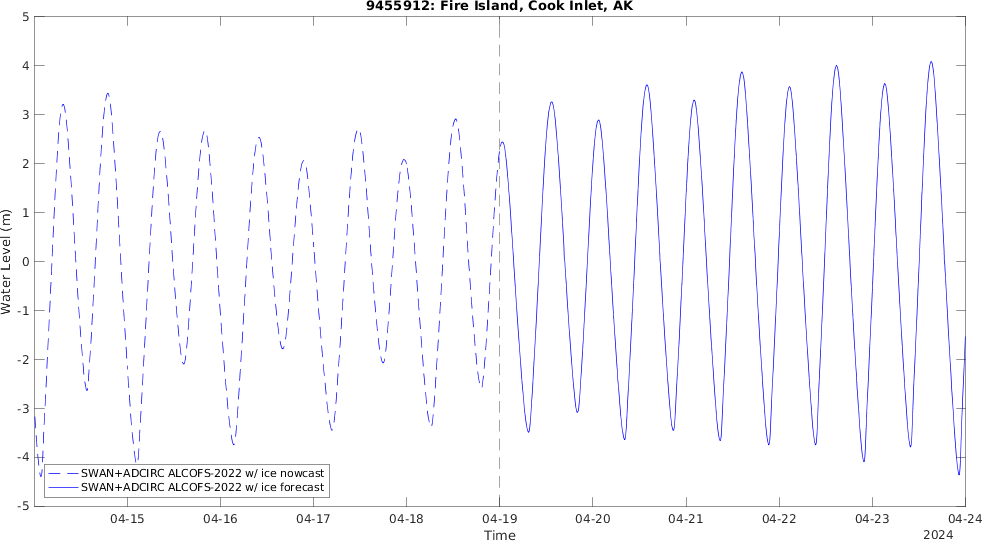 9455912: Fire Island, Cook Inlet, AK
5
4
3
2
1
0
-1
-2
-3
-4
-5
Water Level (m)
SWAN+ADCIRC ALCOFS-2022 w/ ice nowcast
SWAN+ADCIRC ALCOFS-2022 w/ ice forecast
04-15 04-16 04-17 04-18 04-19 04-20 04-21 04-22 04-23 04-24
Time
2024